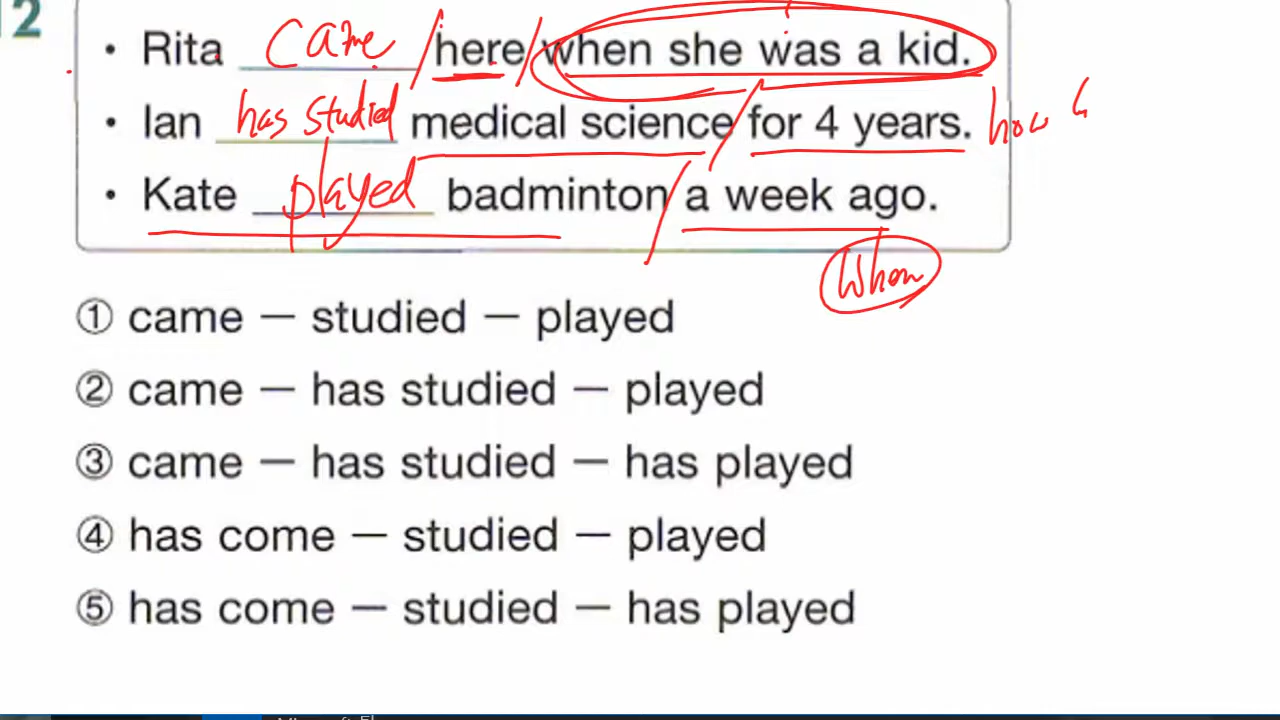 12
• Rita came / here / when she was a kid.
• Ian has studied medical science / for 4 years. how
• Kate played badminton / a week ago.
when
① came — studied — played
② came — has studied — played
③ came — has studied — has played
④ has come — studied — played
⑤ has come — studied — has played